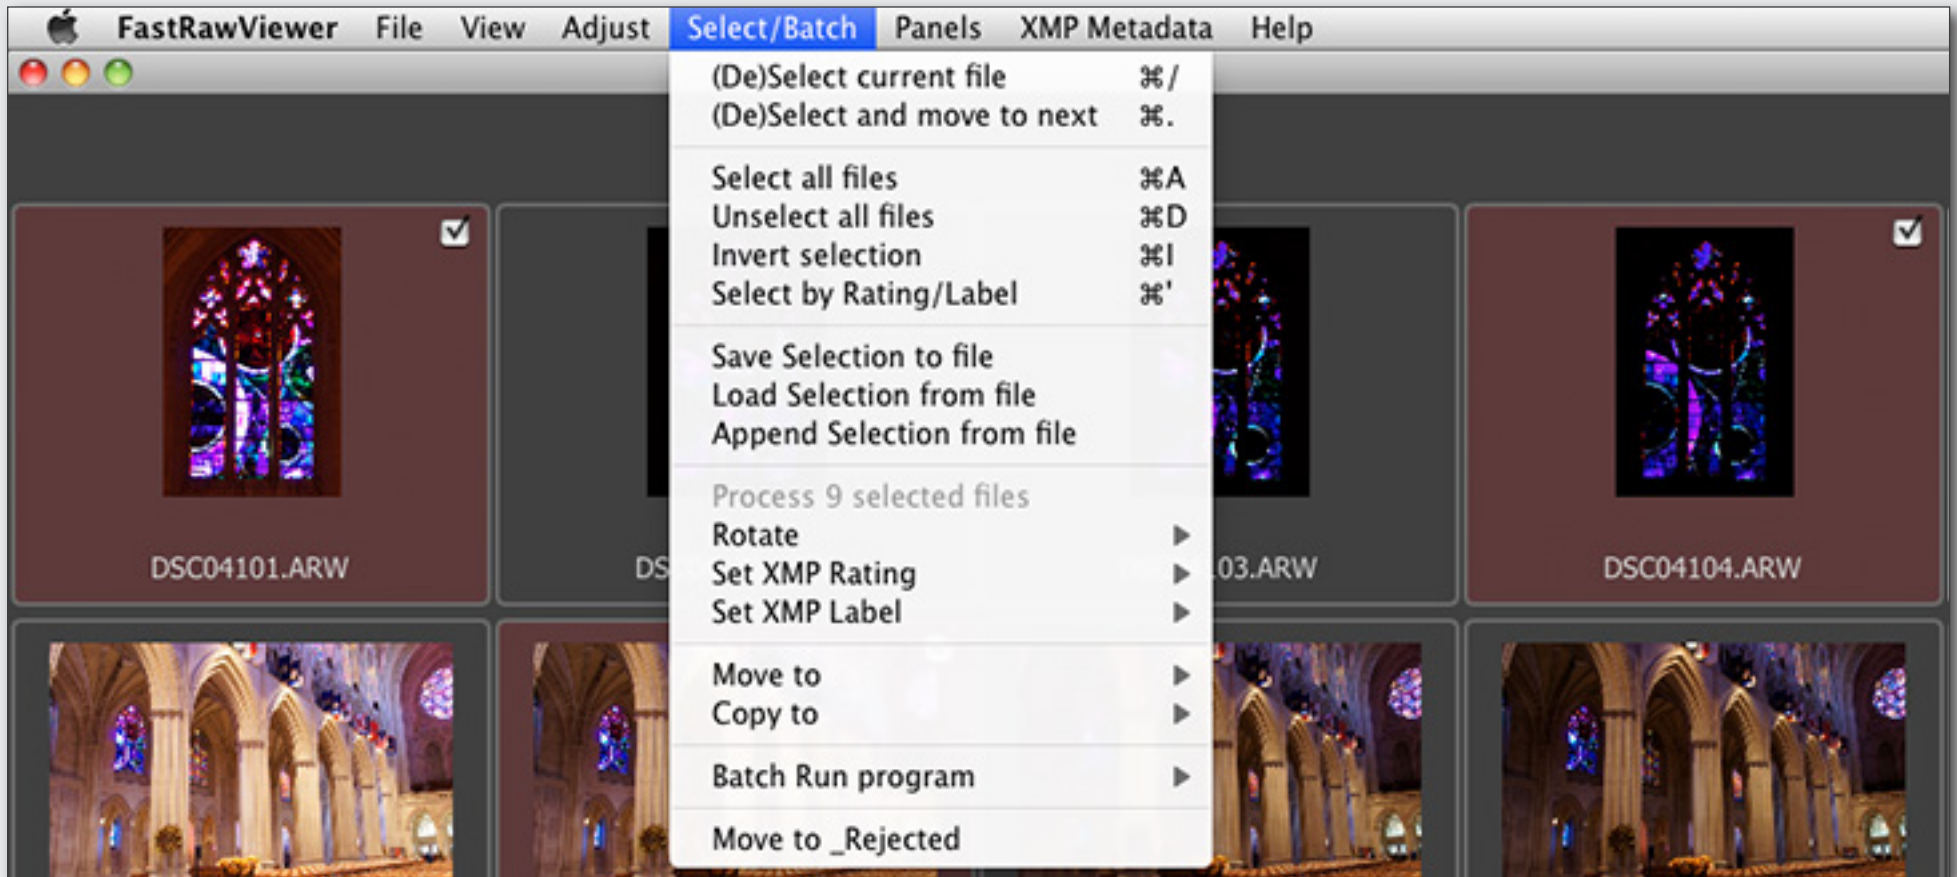 FastRawViewer File View Adjust Select/Batch Panels XMP Metadata Help
(De)Select current file ⌘/
(De)Select and move to next ⌘.
Select all files ⌘A
Unselect all files ⌘D
Invert selection ⌘I
Select by Rating/Label ⌘'
Save Selection to file
Load Selection from file
Append Selection from file
Process 9 selected files
Rotate
Set XMP Rating
Set XMP Label
Move to
Copy to
Batch Run program
Move to _Rejected
DSC04101.ARW
DS
03.ARW
DSC04104.ARW